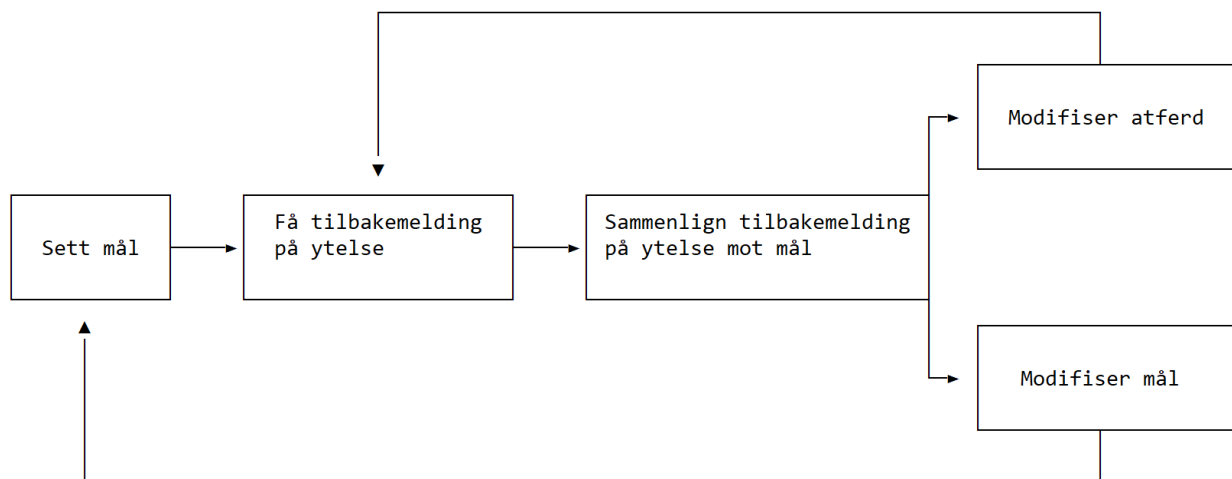 Modifiser atferd
Sett mål
Få tilbakemelding
på ytelse
Sammenlign tilbakemelding
på ytelse mot mål
Modifiser mål